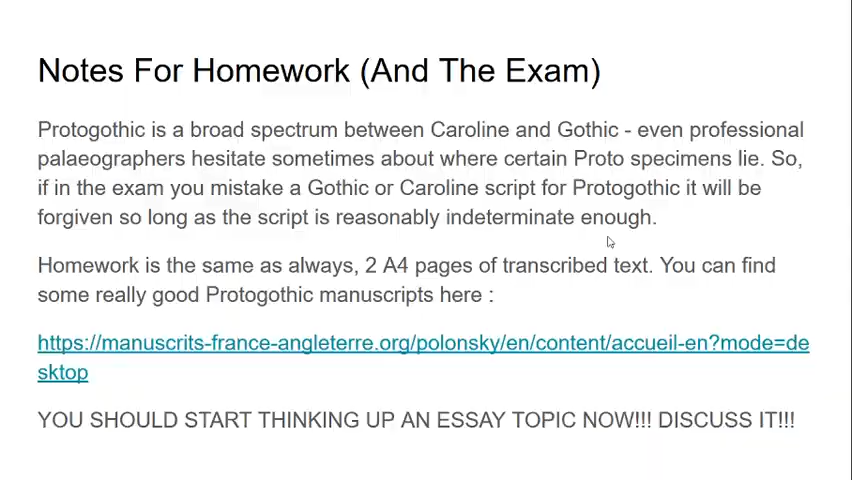 Notes For Homework (And The Exam)
Protogothic is a broad spectrum between Caroline and Gothic - even professional
palaeographers hesitate sometimes about where certain Proto specimens lie. So,
if in the exam you mistake a Gothic or Caroline script for Protogothic it will be
forgiven so long as the script is reasonably indeterminate enough.
Homework is the same as always, 2 A4 pages of transcribed text. You can find
some really good Protogothic manuscripts here :
https://manuscrits-france-angleterre.org/polonsky/en/content/accueil-en?mode=de
sktop
YOU SHOULD START THINKING UP AN ESSAY TOPIC NOW!!! DISCUSS IT!!!